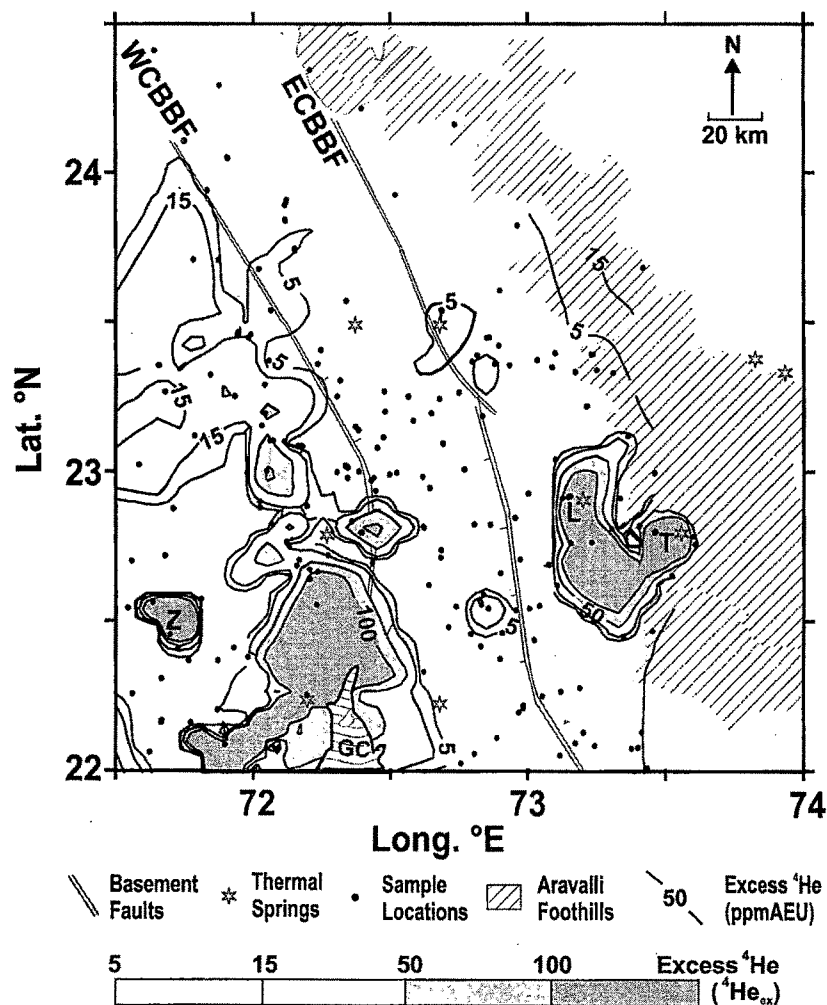 WCBBF
ECBBF
N
20 km
24
23
22
Lat. °N
15
5
5
15
5
5
15
15
L
T
50
Z
100
5
GC
5
72
73
74
Long. °E
Basement Faults
Thermal Springs
Sample Locations
Aravalli Foothills
50
Excess ⁴He (ppmAEU)
5
15
50
100
Excess ⁴He
(⁴Heₑₓ)